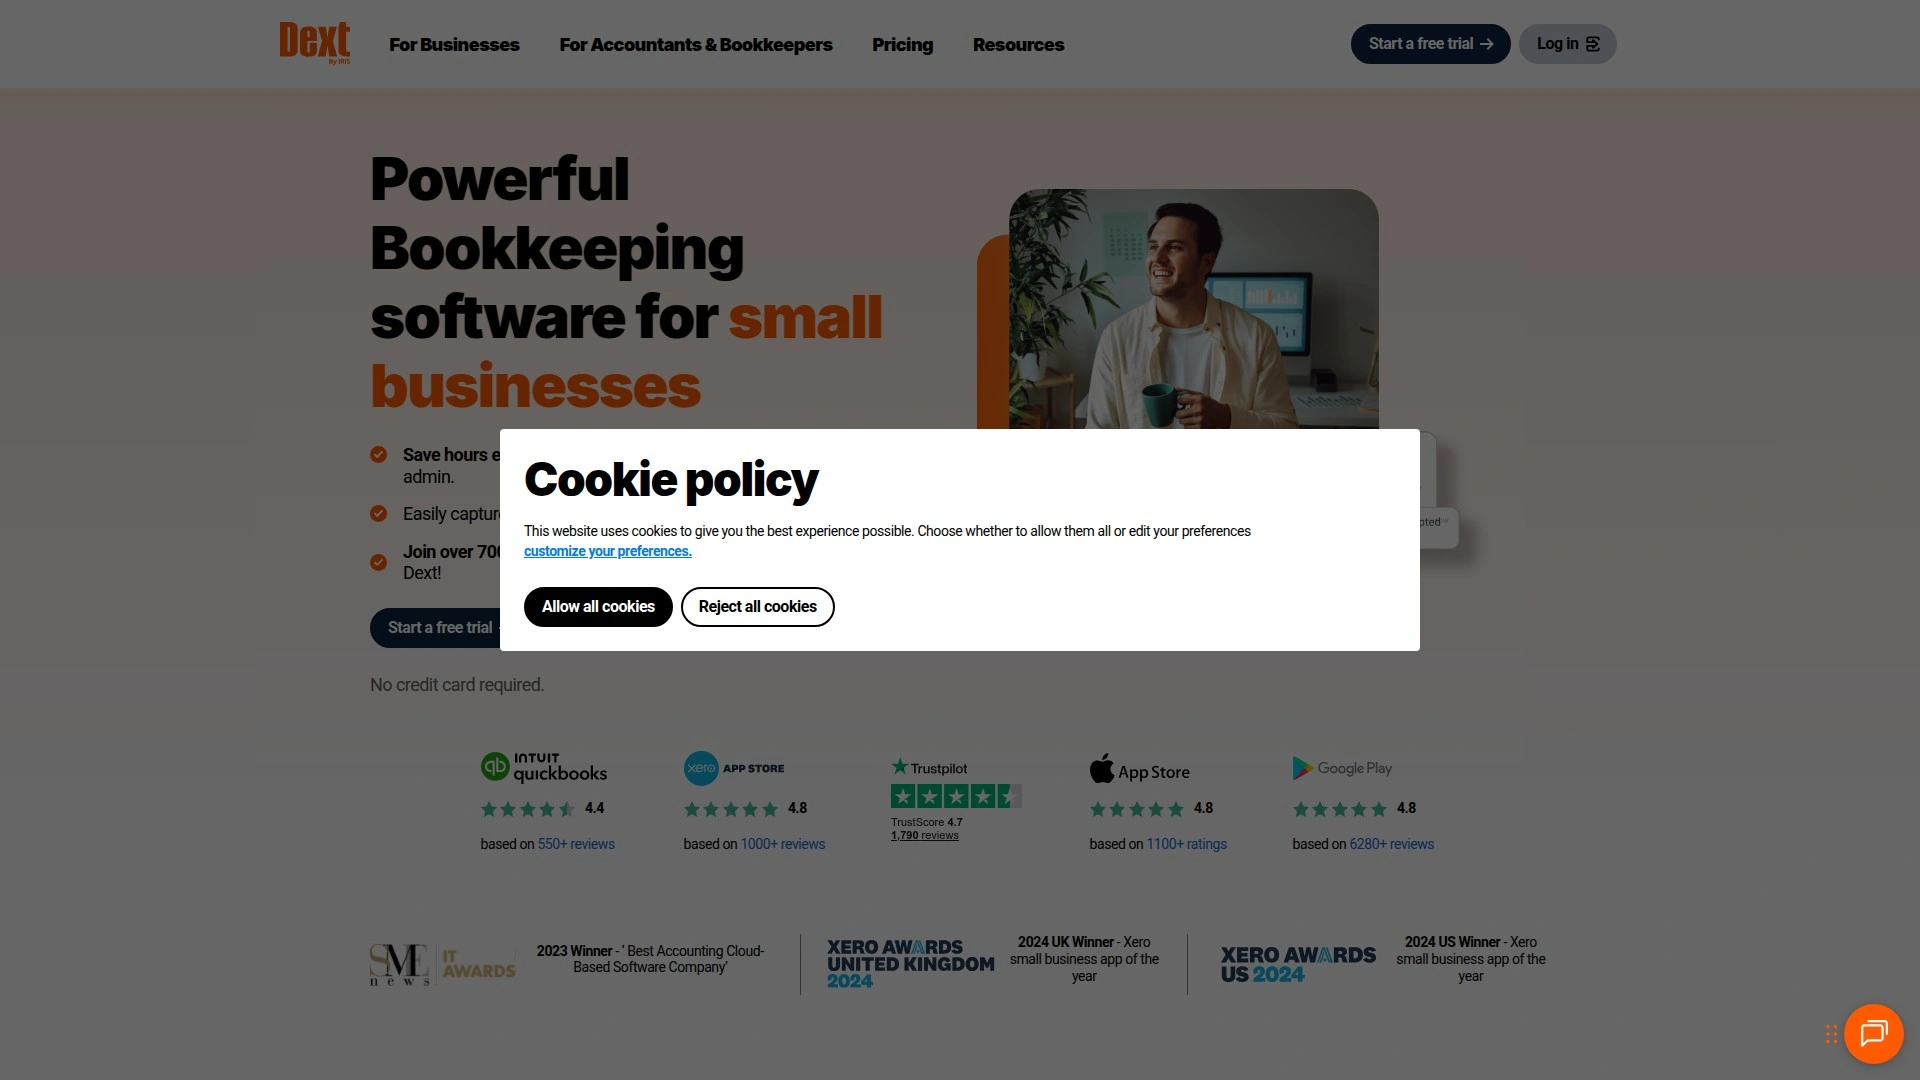 Dext
By IRIS
For Businesses
For Accountants & Bookkeepers
Pricing
Resources
Start a free trial
Log in
Powerful
Bookkeeping
software for small
businesses
Save hours e
admin.
Easily captur
Join over 700
Dext!
Start a free trial
No credit card required.
oted
Cookie policy
This website uses cookies to give you the best experience possible. Choose whether to allow them all or edit your preferences
customize your preferences.
Allow all cookies
Reject all cookies
qb INTUIT
quickbooks
4.4
based on 550+ reviews
xero APP STORE
4.8
based on 1000+ reviews
Trustpilot
TrustScore 4.7
1,790 reviews
App Store
4.8
based on 1100+ ratings
Google Play
4.8
based on 6280+ reviews
SME
news
IT
AWARDS
2023 Winner - ‘ Best Accounting Cloud-
Based Software Company’
XERO AWARDS
UNITED KINGDOM
2024
2024 UK Winner - Xero
small business app of the
year
XERO AWARDS
US 2024
2024 US Winner - Xero
small business app of the
year